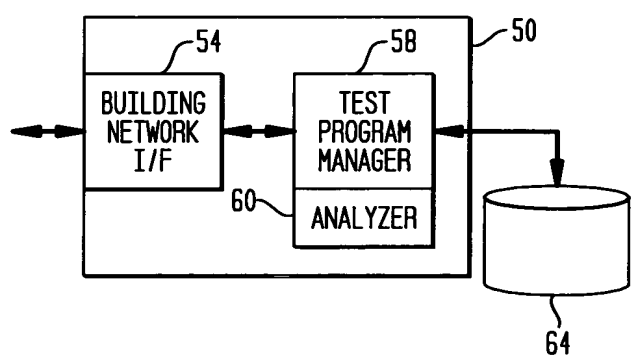 54
58
50
BUILDING
NETWORK
I/F
TEST
PROGRAM
MANAGER
60
ANALYZER
64